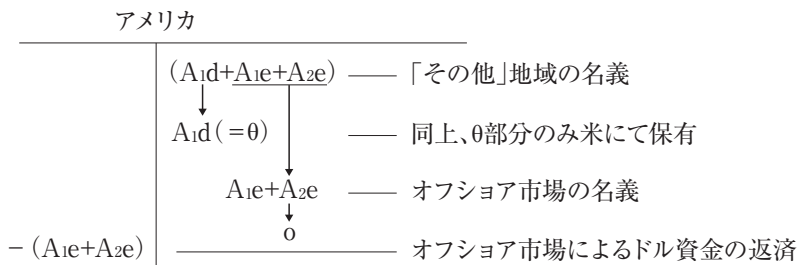 アメリカ
(A₁d+A₁e+A₂e) ―― 「その他」地域の名義
A₁d(=θ) ―― 同上、θ部分のみ米にて保有
A₁e+A₂e ―― オフショア市場の名義
o
−(A₁e+A₂e) ―― オフショア市場によるドル資金の返済